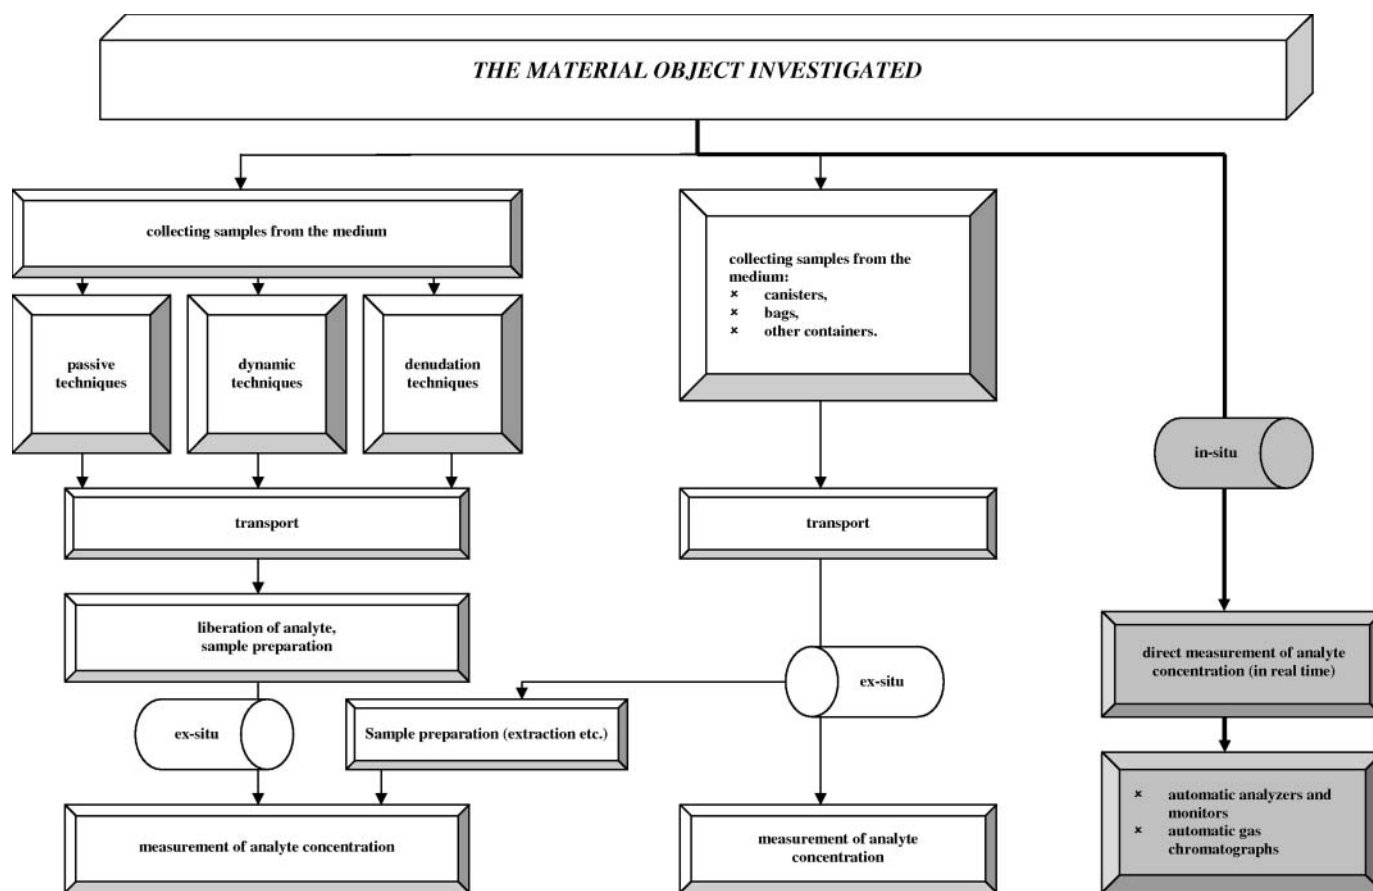 THE MATERIAL OBJECT INVESTIGATED
collecting samples from the medium
collecting samples from the
medium:
× canisters,
× bags,
× other containers.
passive
techniques
dynamic
techniques
denudation
techniques
in-situ
transport
transport
liberation of analyte,
sample preparation
direct measurement of analyte
concentration (in real time)
ex-situ
ex-situ
Sample preparation (extraction etc.)
measurement of analyte concentration
measurement of analyte
concentration
× automatic analyzers and
monitors
× automatic gas
chromatographs